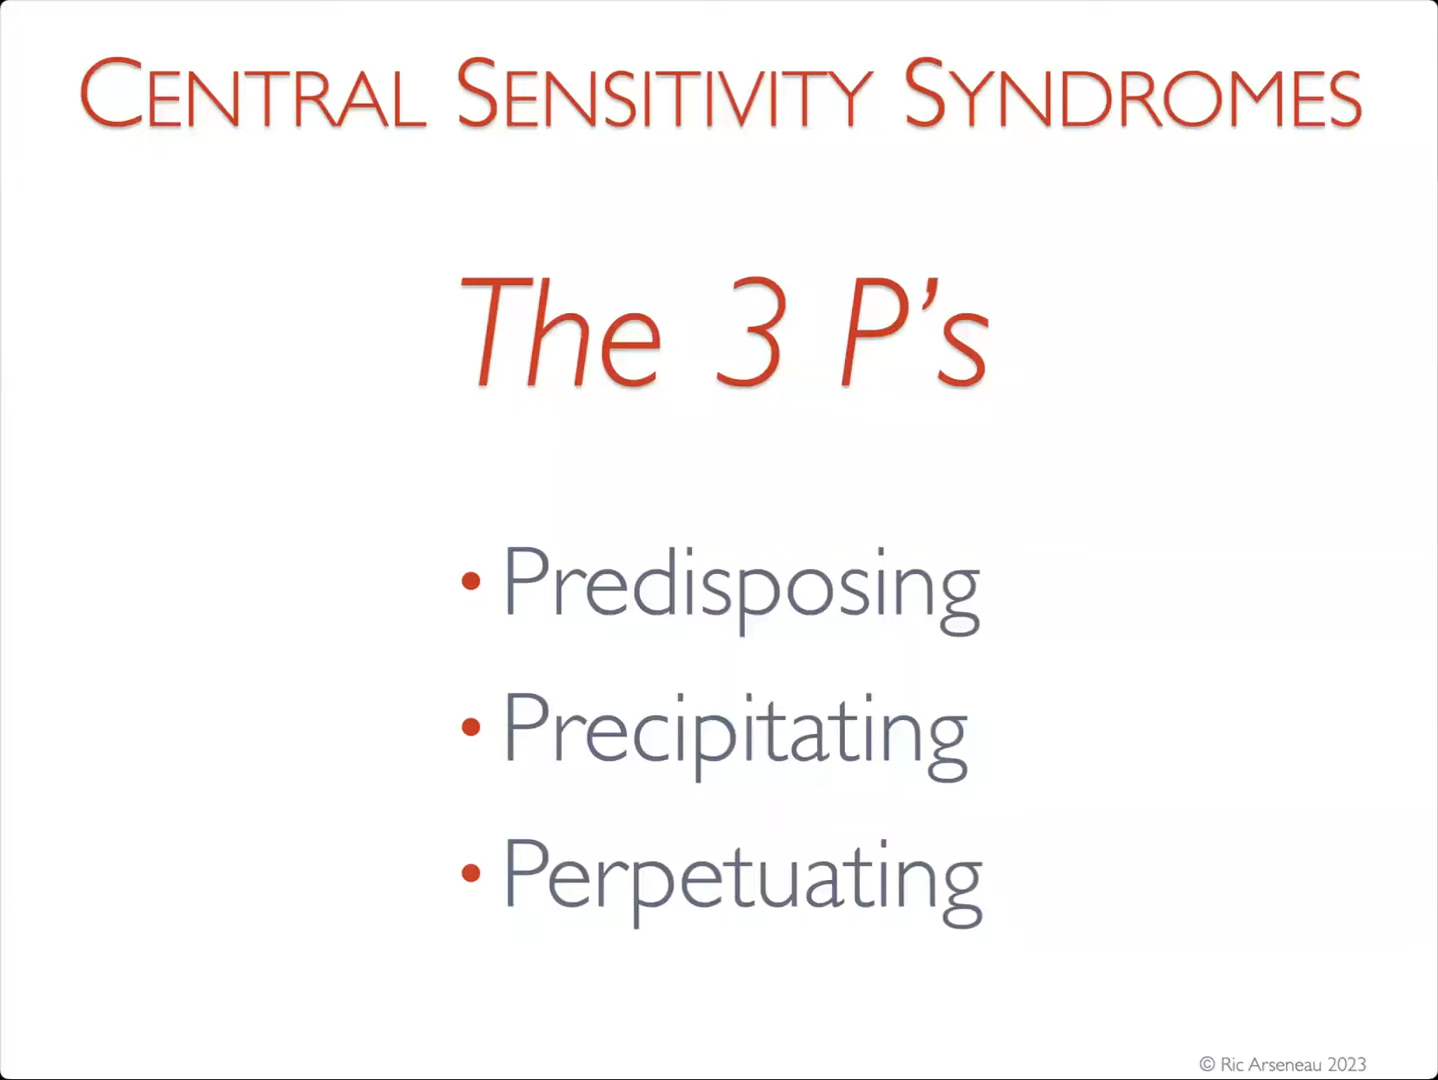 CENTRAL SENSITIVITY SYNDROMES
The 3 P’s
• Predisposing
• Precipitating
• Perpetuating
© Ric Arseneau 2023